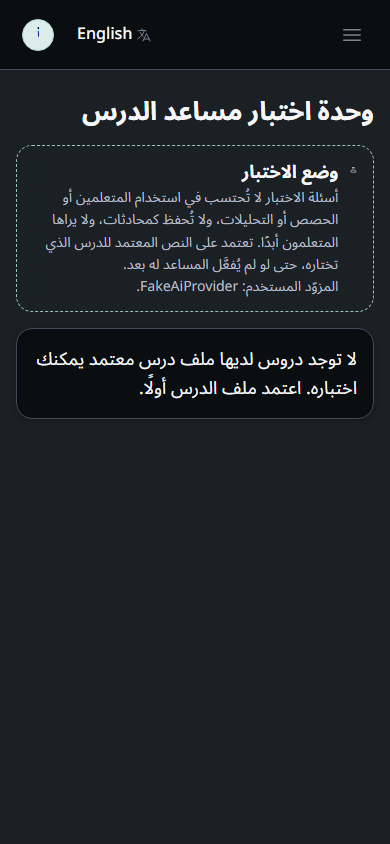 English
وحدة اختبار مساعد الدرس
وضع الاختبار
أسئلة الاختبار لا تُحتسب في استخدام المتعلمين أو
الحصص أو التحليلات، ولا تُحفظ كمحادثات، ولا يراها
المتعلمون أبدًا. تعتمد على النص المعتمد للدرس الذي
تختاره، حتى لو لم يُفعَّل المساعد له بعد.
المزوّد المستخدم: FakeAiProvider.
لا توجد دروس لديها ملف درس معتمد يمكنك
اختباره. اعتمد ملف الدرس أولًا.